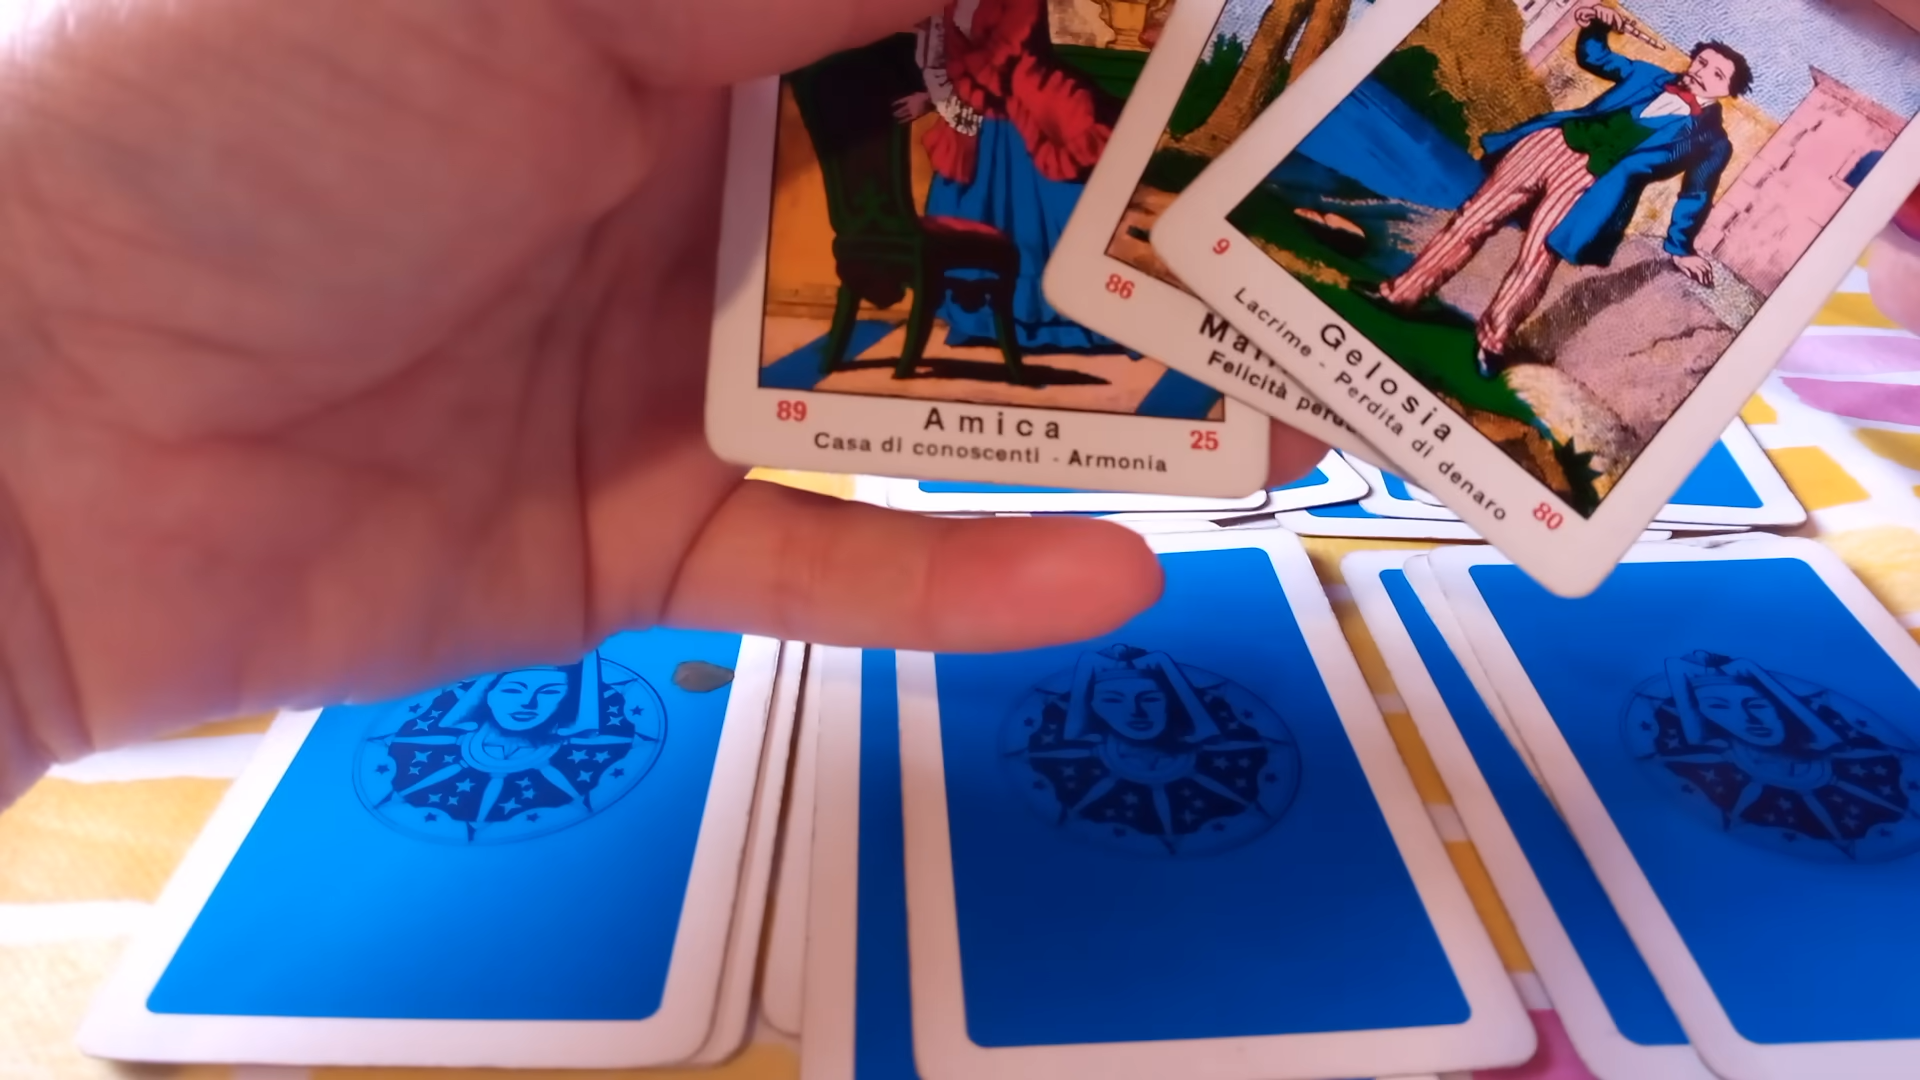 89
Amica
25
Casa di conoscenti - Armonia
86
Felicità
9
Gelosia
Lacrime - Perdita di denaro
80